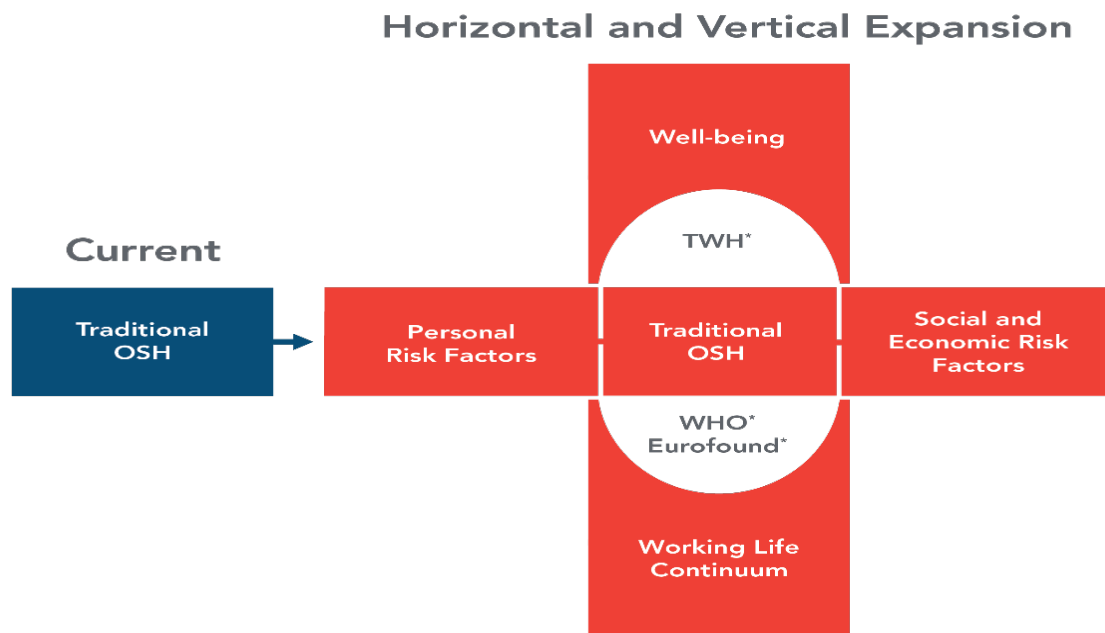 Horizontal and Vertical Expansion
Well-being
TWH*
Current
Traditional
OSH
Personal
Risk Factors
Traditional
OSH
Social and
Economic Risk
Factors
WHO*
Eurofound*
Working Life
Continuum